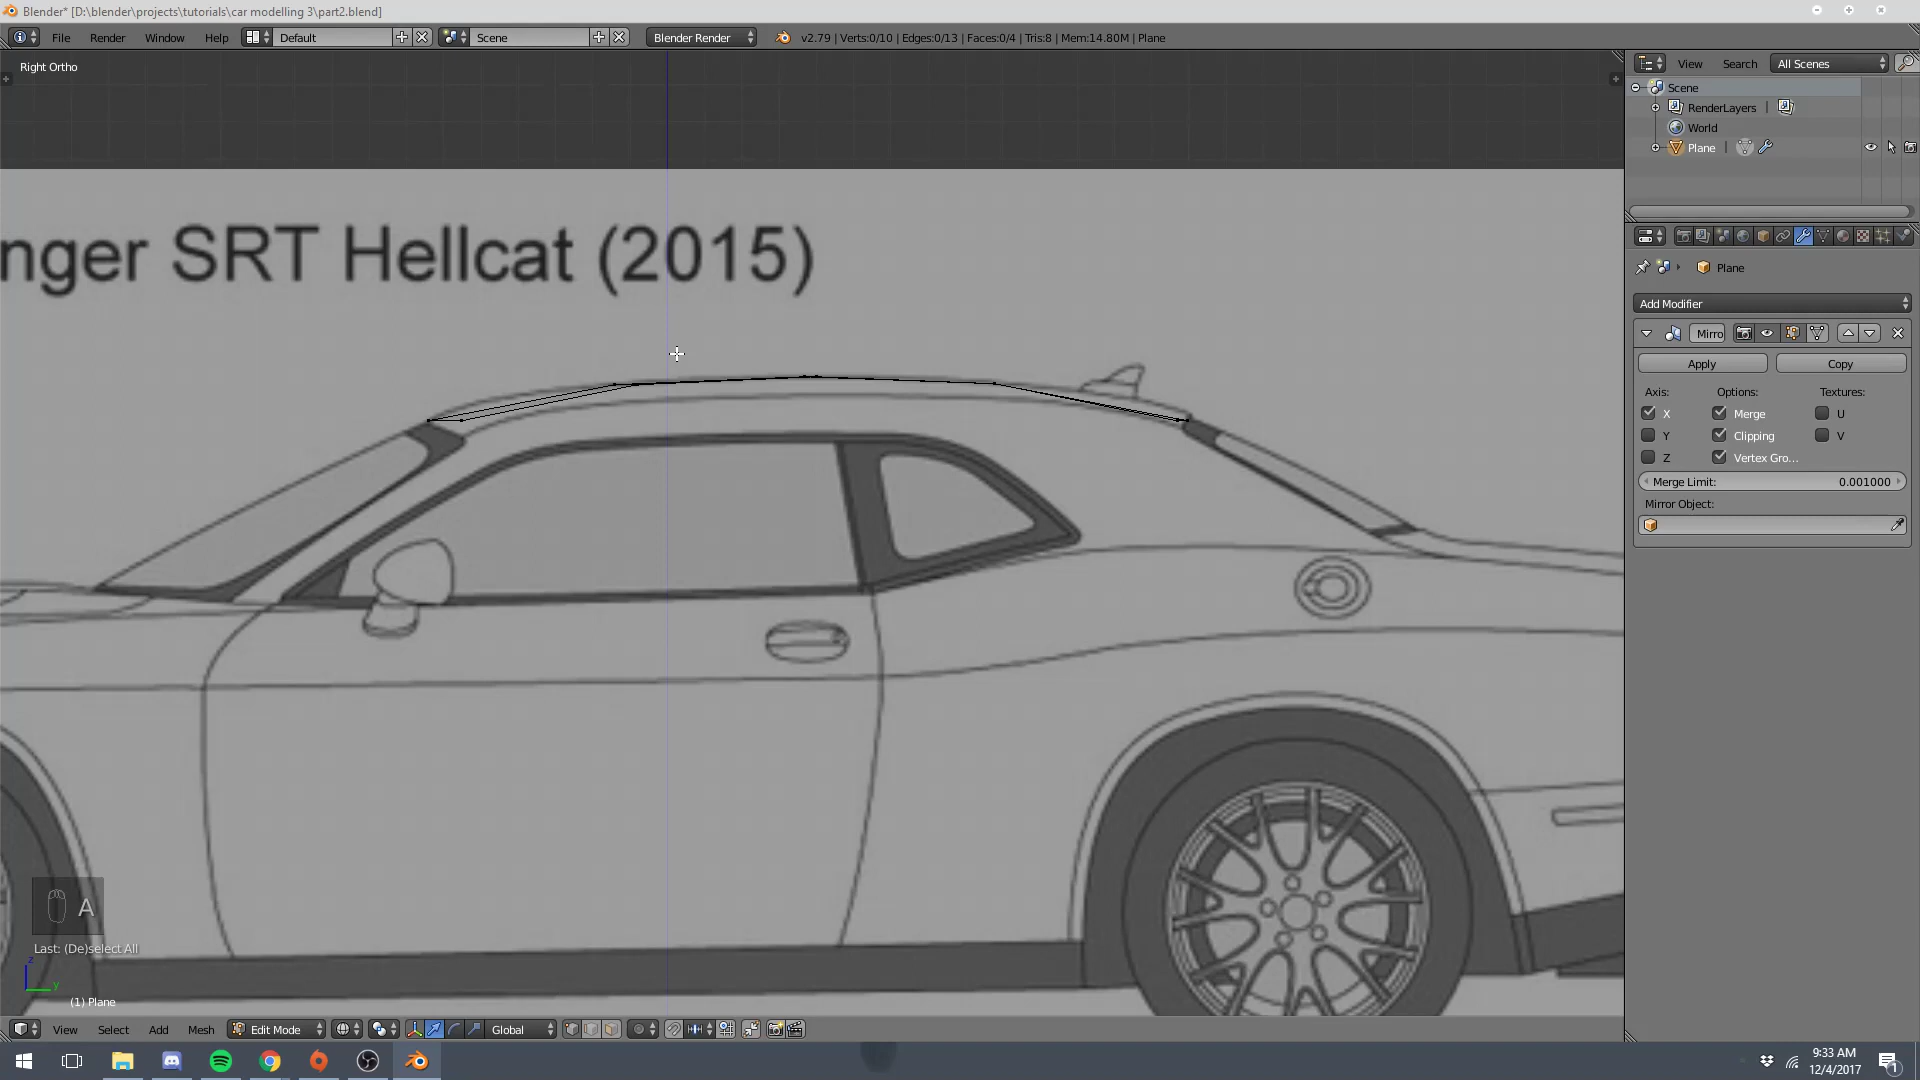 Blender* [D:\blender\projects\tutorials\car modelling 3\part2.blend]
File Render Window Help Default Scene Blender Render v2.79 | Verts:0/10 | Edges:0/13 | Faces:0/4 | Tris:8 | Mem:14.80M | Plane
Right Ortho
View Search All Scenes
Scene
RenderLayers
World
Plane
nger SRT Hellcat (2015)
Plane
Add Modifier
Mirro
Apply Copy
Axis: Options: Textures:
X Merge U
Y Clipping V
Z Vertex Gro...
Merge Limit: 0.001000
Mirror Object:
A
Last: (De)select All
z
y
(1) Plane
View Select Add Mesh Edit Mode Global
9:33 AM
12/4/2017
1